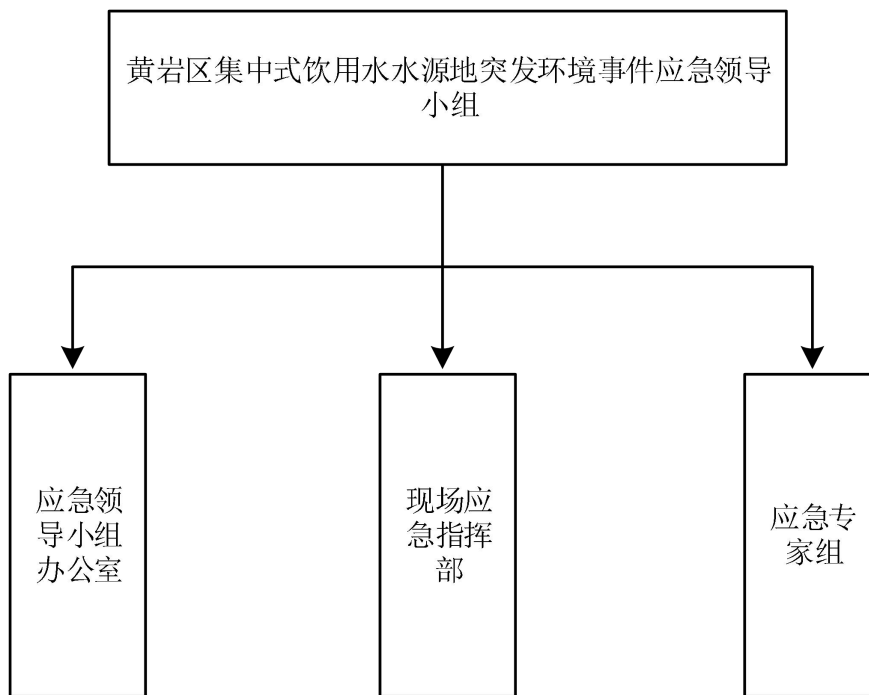 黄岩区集中式饮用水水源地突发环境事件应急领导
小组
应急领
导小组
办公室
现场应
急指挥
部
应急专
家组